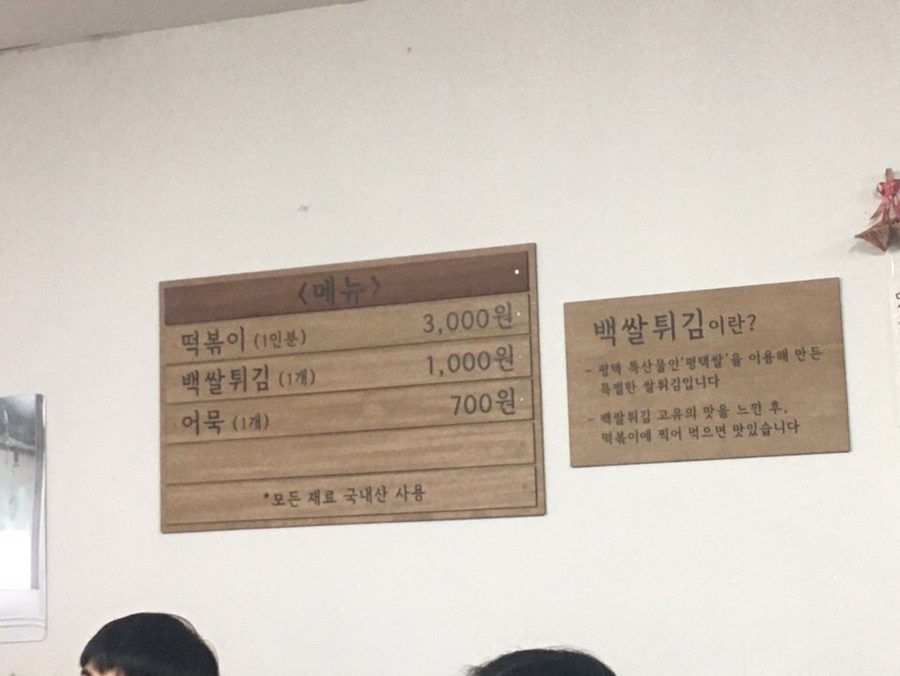 <메뉴>
떡볶이 (1인분) 3,000원
백쌀튀김 (1개) 1,000원
어묵 (1개) 700원
*모든 재료 국내산 사용
백쌀튀김이란?
- 평택 특산물인'평택쌀'을 이용해 만든
특별한 쌀튀김입니다
- 백쌀튀김 고유의 맛을 느낀 후,
떡볶이에 찍어 먹으면 맛있습니다